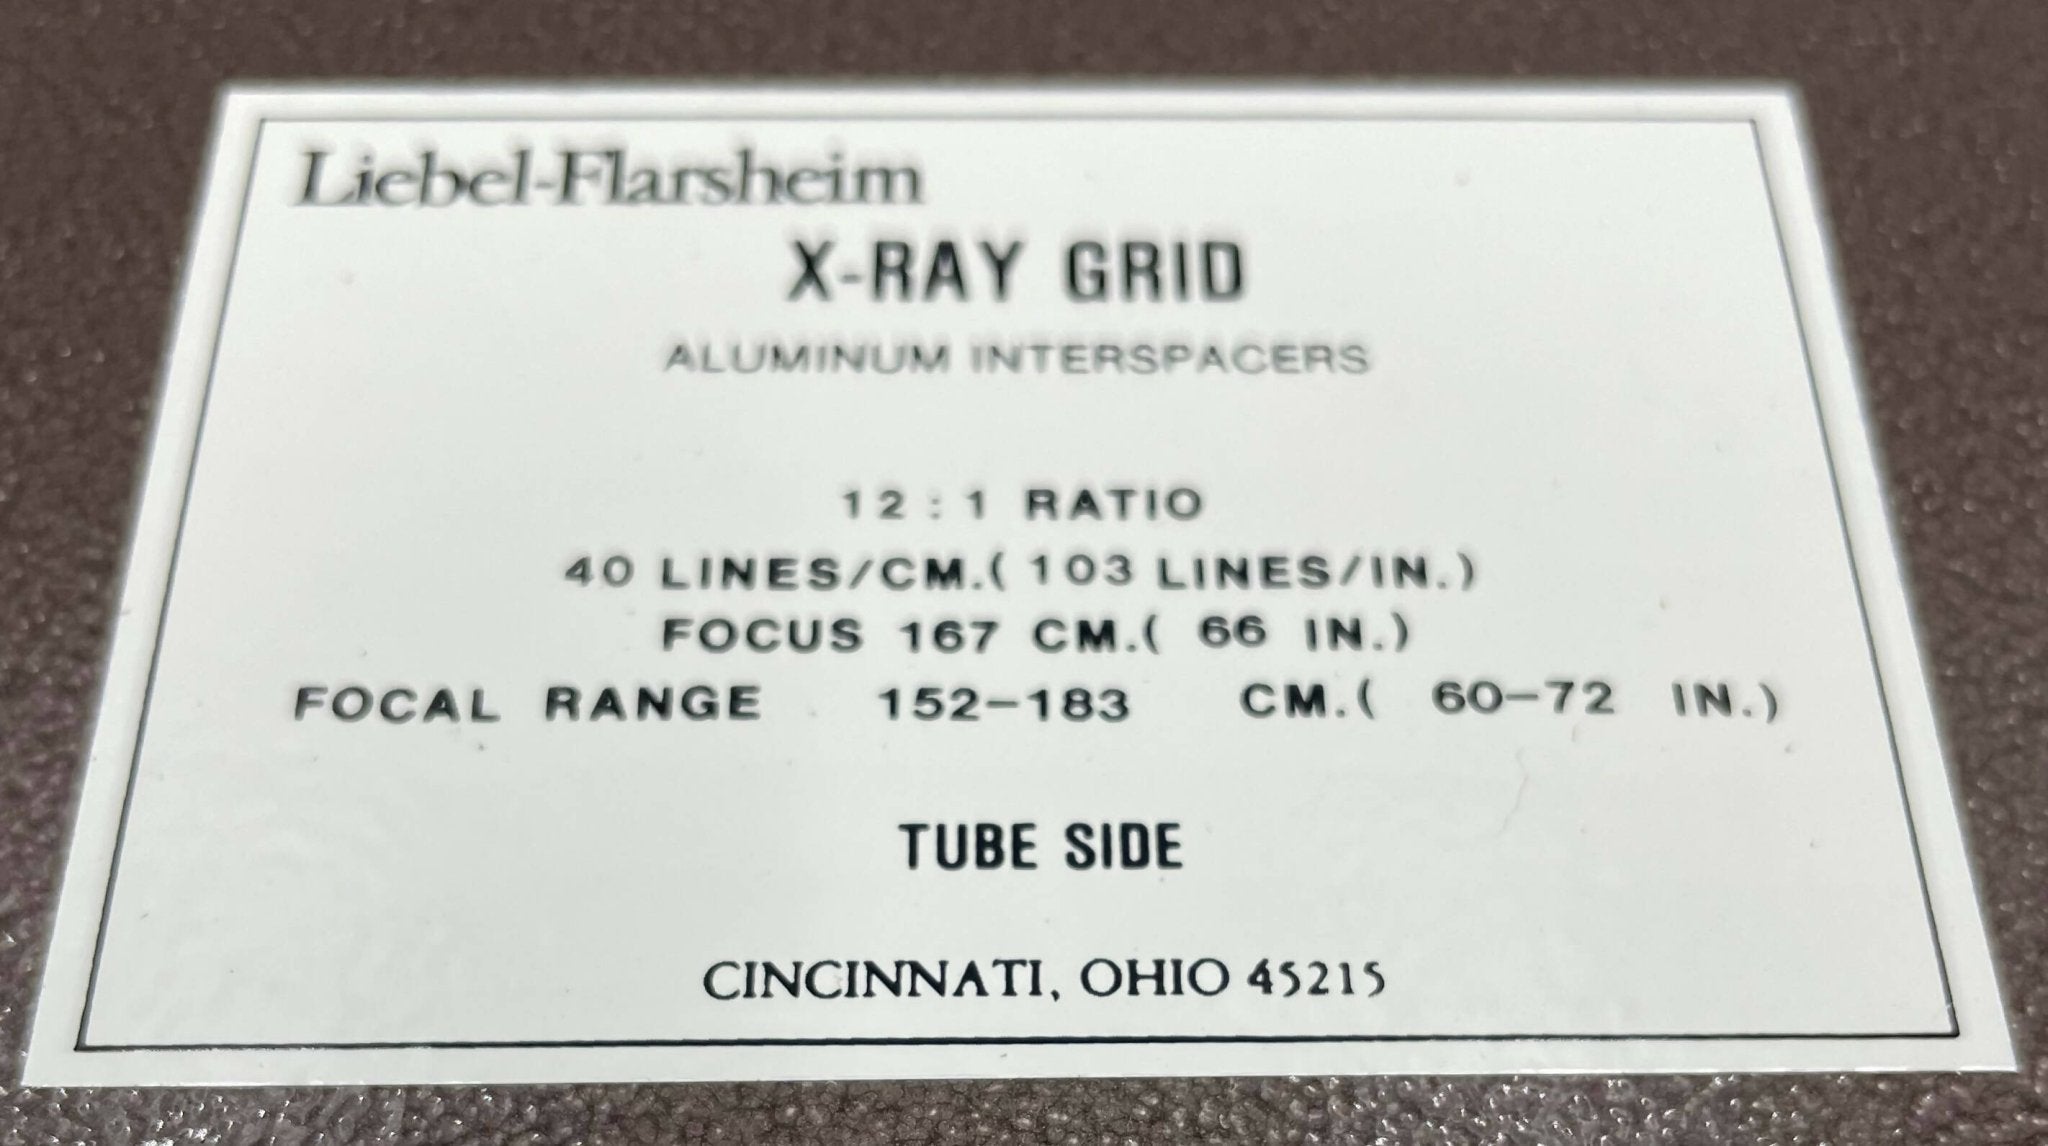 Liebel-Flarsheim
X-RAY GRID
ALUMINUM INTERSPACERS
12 : 1 RATIO
40 LINES/CM.( 103 LINES/IN.)
FOCUS 167 CM.( 66 IN.)
FOCAL RANGE 152-183 CM.( 60-72 IN.)
TUBE SIDE
CINCINNATI, OHIO 45215